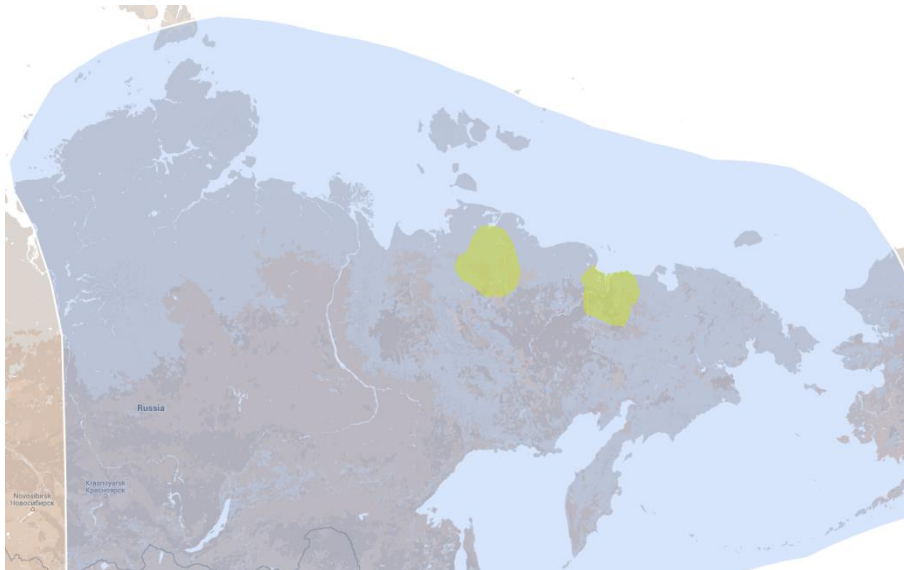 Russia
Krasnoyarsk
Красноярск
Novosibirsk
Новосибирск